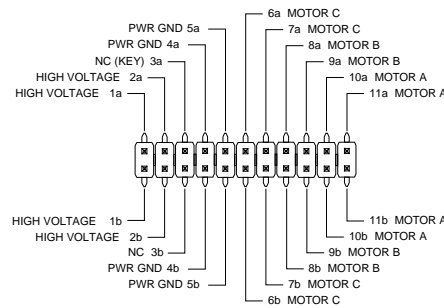 6a MOTOR C
PWR GND 5a
7a MOTOR C
PWR GND 4a
8a MOTOR B
NC (KEY) 3a
9a MOTOR B
HIGH VOLTAGE 2a
10a MOTOR A
HIGH VOLTAGE 1a
11a MOTOR A
HIGH VOLTAGE 1b
11b MOTOR A
HIGH VOLTAGE 2b
10b MOTOR A
NC 3b
9b MOTOR B
PWR GND 4b
8b MOTOR B
PWR GND 5b
7b MOTOR C
6b MOTOR C